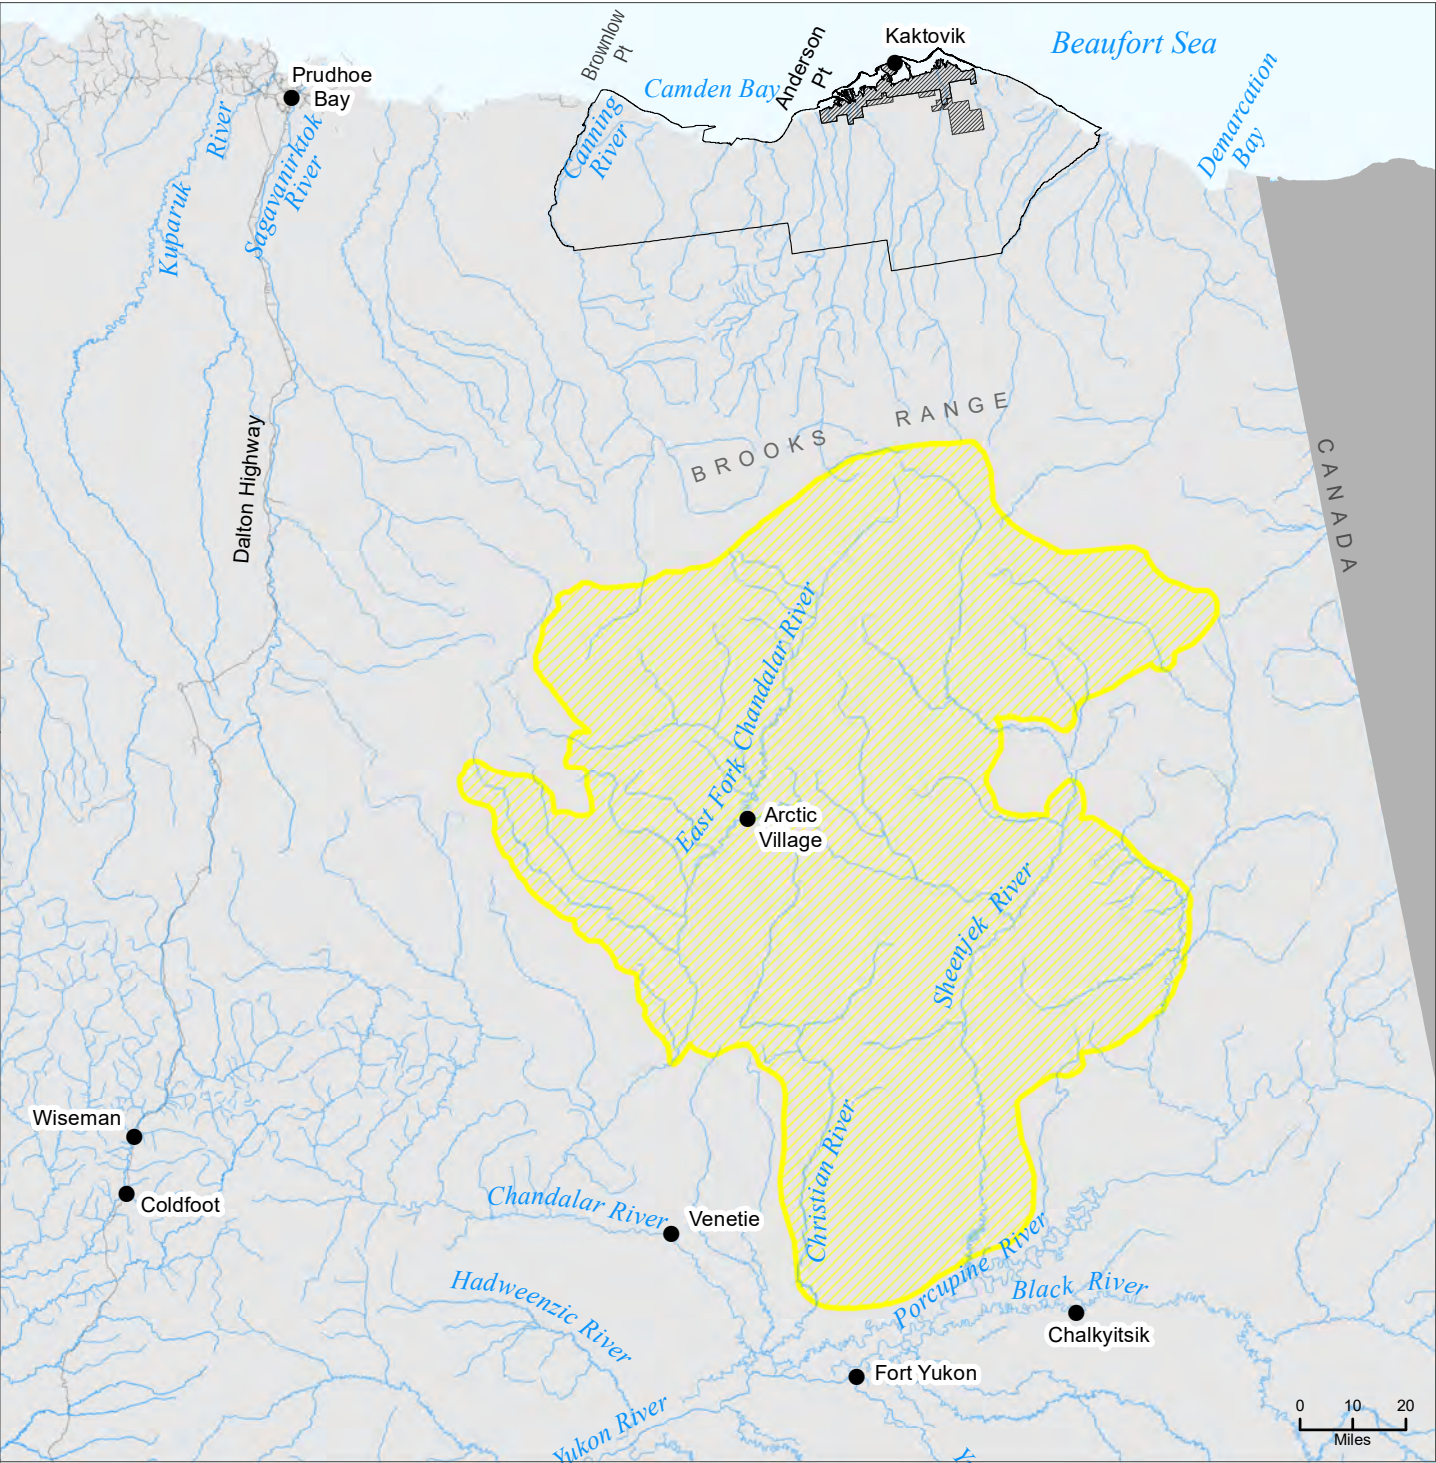 Brownlow
Pt
Anderson
Pt
Kaktovik
Beaufort Sea
Prudhoe
Bay
Camden Bay
Demarcation
Bay
Canning
River
Kuparuk
River
Sagavanirktok
River
BROOKS RANGE
CANADA
Dalton Highway
East Fork Chandalar River
Arctic
Village
Sheenjek River
Wiseman
Coldfoot
Christian River
Chandalar River
Venetie
Porcupine River
Black River
Chalkyitsik
Hadweenzic River
Fort Yukon
Yukon River
Y
0 10 20
Miles